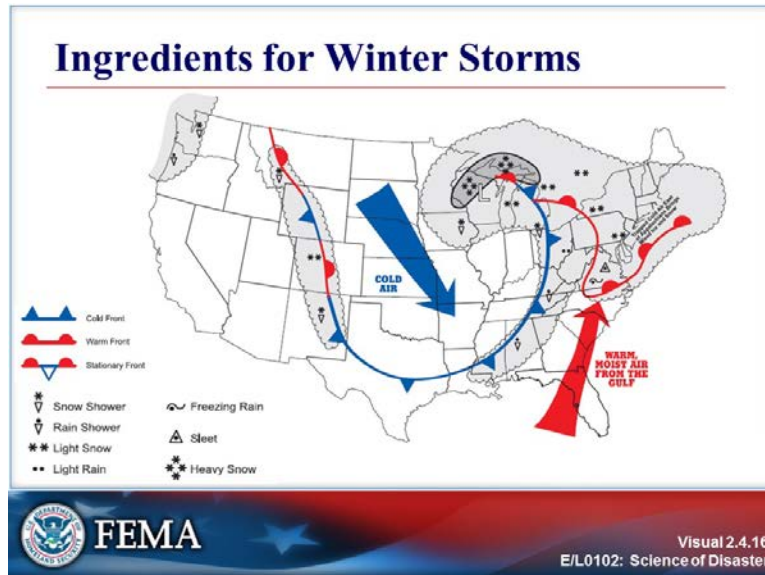 Ingredients for Winter Storms
L
COLD
AIR
WARM,
MOIST AIR
FROM THE
GULF
Cold Front
Warm Front
Stationary Front
Snow Shower
Rain Shower
Light Snow
Light Rain
Freezing Rain
Sleet
Heavy Snow
FEMA
Visual 2.4.16
E/L0102: Science of Disaster